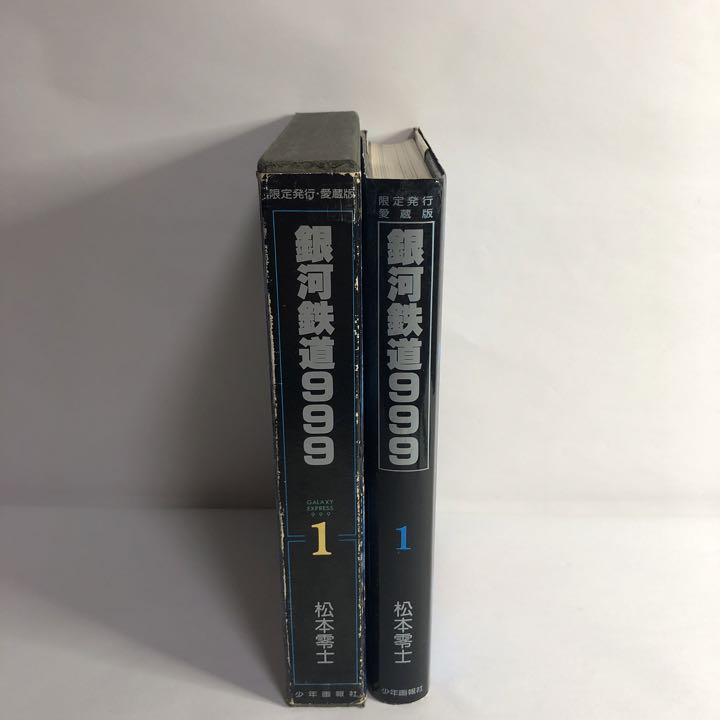 限定発行・愛蔵版
銀河鉄道999
GALAXY
EXPRESS
999
1
松本零士
少年画報社
限定発行
愛蔵版
銀河鉄道999
1
松本零士
少年画報社